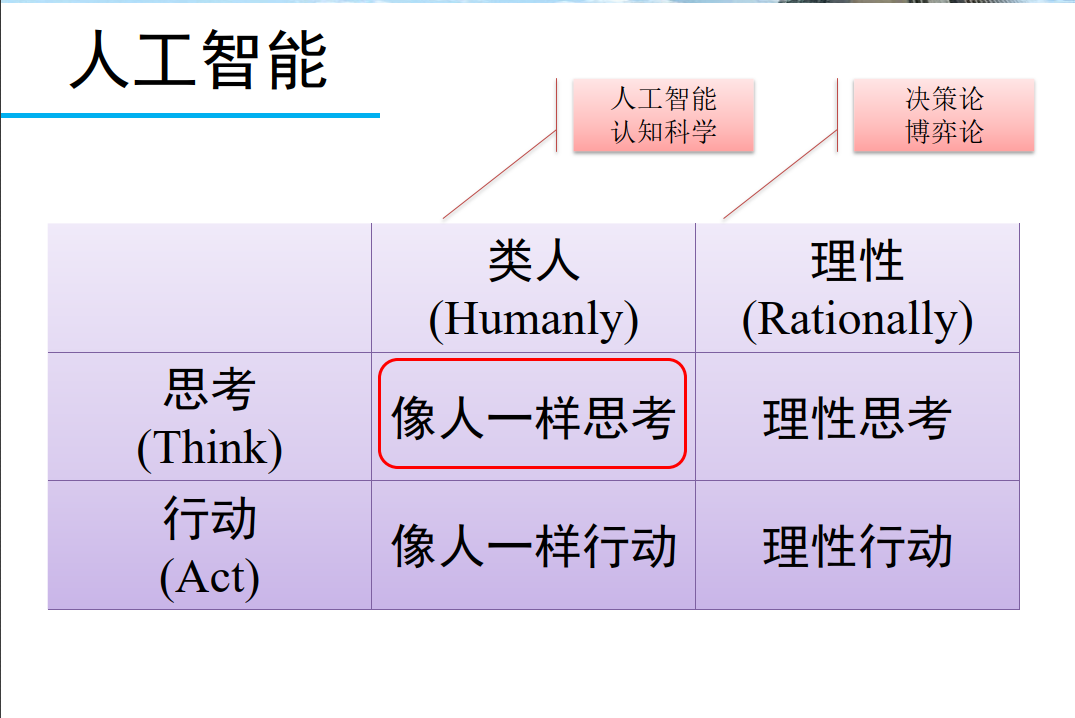 人工智能
人工智能
认知科学
决策论
博弈论
类人
(Humanly)
理性
(Rationally)
思考
(Think)
像人一样思考
理性思考
行动
(Act)
像人一样行动
理性行动